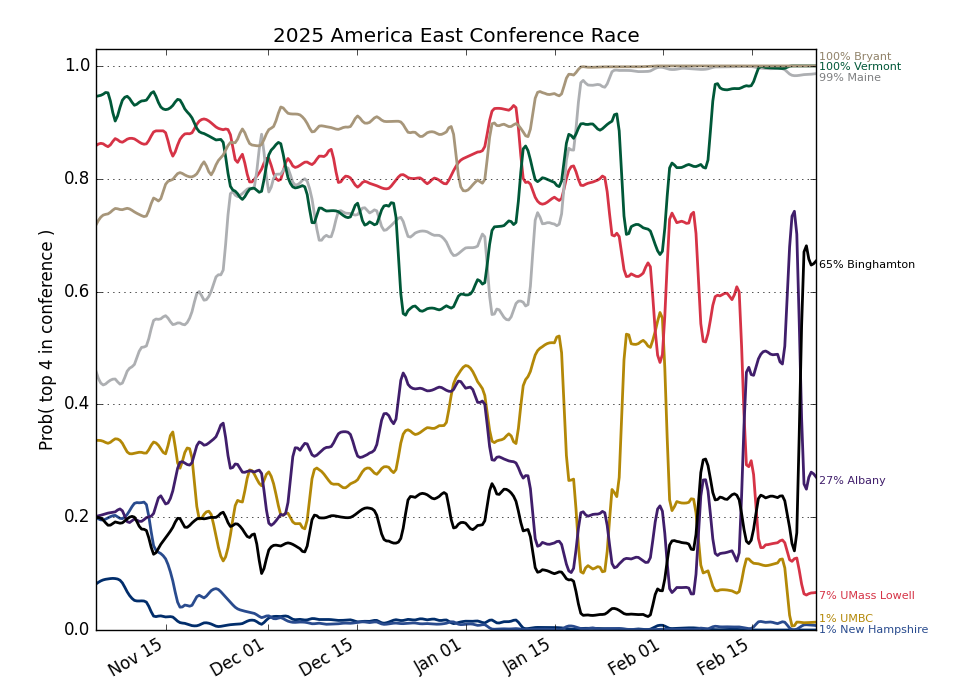 2025 America East Conference Race
Prob( top 4 in conference )
1.0
0.8
0.6
0.4
0.2
0.0
Nov 15
Dec 01
Dec 15
Jan 01
Jan 15
Feb 01
Feb 15
100% Bryant
100% Vermont
99% Maine
65% Binghamton
27% Albany
7% UMass Lowell
1% UMBC
1% New Hampshire